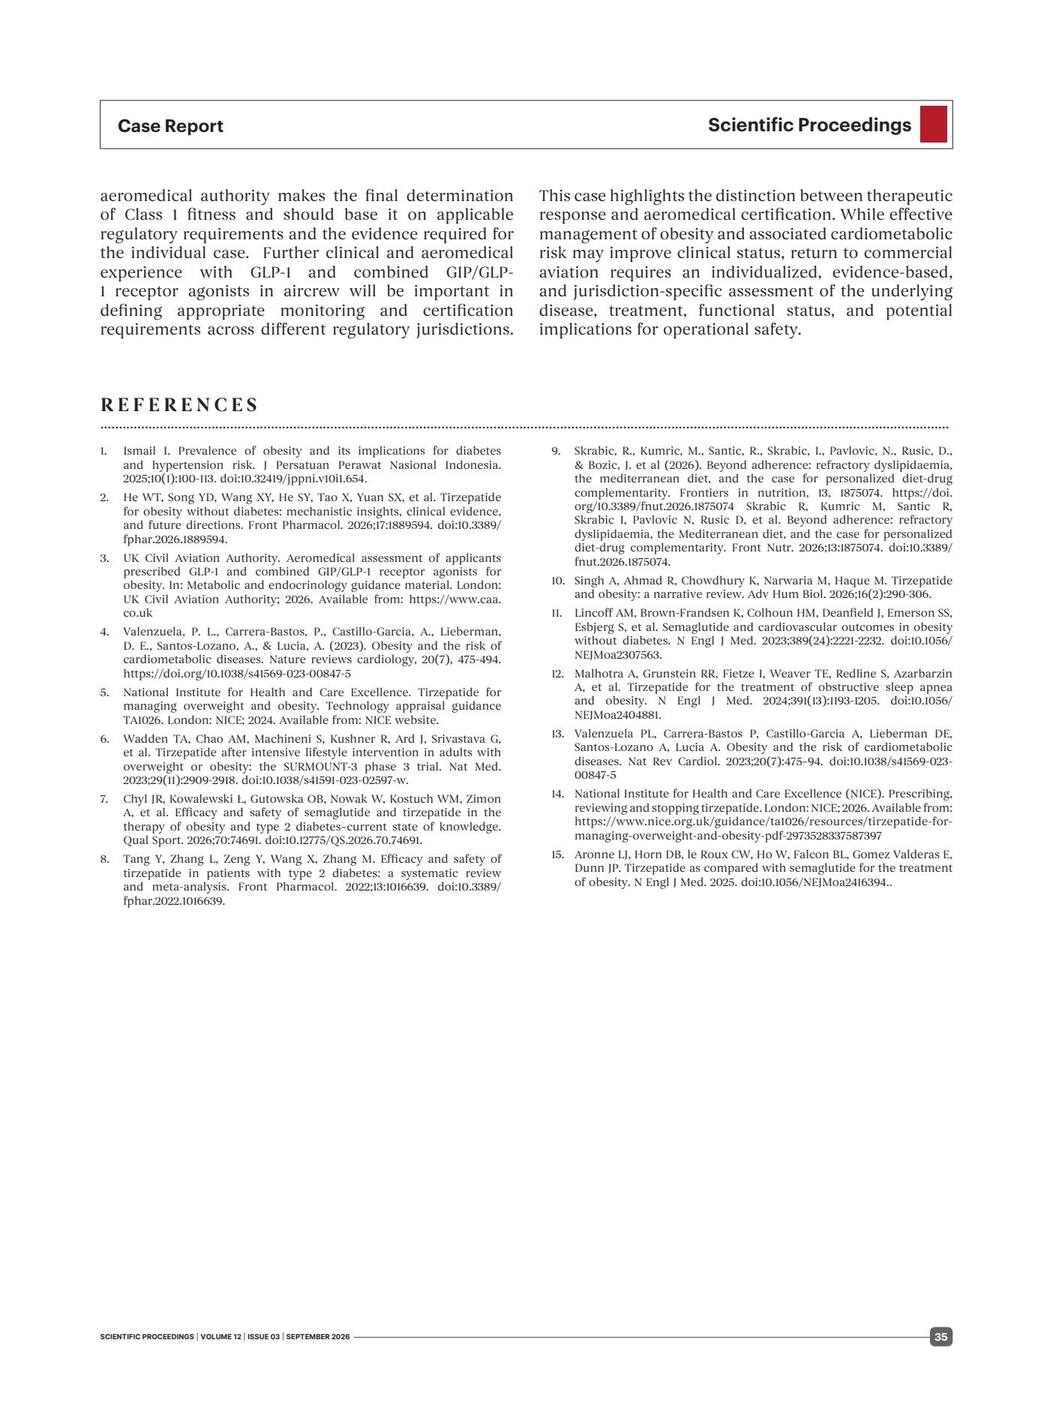 Case Report
Scientific Proceedings
aeromedical authority makes the final determination
of Class 1 fitness and should base it on applicable
regulatory requirements and the evidence required for
the individual case.  Further clinical and aeromedical
experience with GLP-1 and combined GIP/GLP-
1 receptor agonists in aircrew will be important in
defining appropriate monitoring and certification
requirements across different regulatory jurisdictions.
This case highlights the distinction between therapeutic
response and aeromedical certification. While effective
management of obesity and associated cardiometabolic
risk may improve clinical status, return to commercial
aviation requires an individualized, evidence-based,
and jurisdiction-specific assessment of the underlying
disease, treatment, functional status, and potential
implications for operational safety.
REFERENCES
1. Ismail I. Prevalence of obesity and its implications for diabetes
and hypertension risk. J Persatuan Perawat Nasional Indonesia.
2025;10(1):100-113. doi:10.32419/jppni.v10i1.654.
2. He WT, Song YD, Wang XY, He SY, Tao X, Yuan SX, et al. Tirzepatide
for obesity without diabetes: mechanistic insights, clinical evidence,
and future directions. Front Pharmacol. 2026;17:1889594. doi:10.3389/
fphar.2026.1889594.
3. UK Civil Aviation Authority. Aeromedical assessment of applicants
prescribed GLP-1 and combined GIP/GLP-1 receptor agonists for
obesity. In: Metabolic and endocrinology guidance material. London:
UK Civil Aviation Authority; 2026. Available from: https://www.caa.
co.uk
4. Valenzuela, P. L., Carrera-Bastos, P., Castillo-Garcia, A., Lieberman,
D. E., Santos-Lozano, A., & Lucia, A. (2023). Obesity and the risk of
cardiometabolic diseases. Nature reviews cardiology, 20(7), 475-494.
https://doi.org/10.1038/s41569-023-00847-5
5. National Institute for Health and Care Excellence. Tirzepatide for
managing overweight and obesity. Technology appraisal guidance
TA1026. London: NICE; 2024. Available from: NICE website.
6. Wadden TA, Chao AM, Machineni S, Kushner R, Ard J, Srivastava G,
et al. Tirzepatide after intensive lifestyle intervention in adults with
overweight or obesity: the SURMOUNT-3 phase 3 trial. Nat Med.
2023;29(11):2909-2918. doi:10.1038/s41591-023-02597-w.
7. Chyl JR, Kowalewski Ł, Gutowska OB, Nowak W, Kostuch WM, Zimon
A, et al. Efficacy and safety of semaglutide and tirzepatide in the
therapy of obesity and type 2 diabetes–current state of knowledge.
Qual Sport. 2026;70:74691. doi:10.12775/QS.2026.70.74691.
8. Tang Y, Zhang L, Zeng Y, Wang X, Zhang M. Efficacy and safety of
tirzepatide in patients with type 2 diabetes: a systematic review
and meta-analysis. Front Pharmacol. 2022;13:1016639. doi:10.3389/
fphar.2022.1016639.
9. Skrabic, R., Kumric, M., Santic, R., Skrabic, I., Pavlovic, N., Rusic, D.,
& Bozic, J. et al (2026). Beyond adherence: refractory dyslipidaemia,
the mediterranean diet, and the case for personalized diet-drug
complementarity. Frontiers in nutrition, 13, 1875074. https://doi.
org/10.3389/fnut.2026.1875074 Skrabic R, Kumric M, Santic R,
Skrabic I, Pavlovic N, Rusic D, et al. Beyond adherence: refractory
dyslipidaemia, the Mediterranean diet, and the case for personalized
diet-drug complementarity. Front Nutr. 2026;13:1875074. doi:10.3389/
fnut.2026.1875074.
10. Singh A, Ahmad R, Chowdhury K, Narwaria M, Haque M. Tirzepatide
and obesity: a narrative review. Adv Hum Biol. 2026;16(2):290-306.
11. Lincoff AM, Brown-Frandsen K, Colhoun HM, Deanfield J, Emerson SS,
Esbjerg S, et al. Semaglutide and cardiovascular outcomes in obesity
without diabetes. N Engl J Med. 2023;389(24):2221-2232. doi:10.1056/
NEJMoa2307563.
12. Malhotra A, Grunstein RR, Fietze I, Weaver TE, Redline S, Azarbarzin
A, et al. Tirzepatide for the treatment of obstructive sleep apnea
and obesity. N Engl J Med. 2024;391(13):1193-1205. doi:10.1056/
NEJMoa2404881.
13. Valenzuela PL, Carrera-Bastos P, Castillo-Garcia A, Lieberman DE,
Santos-Lozano A, Lucia A. Obesity and the risk of cardiometabolic
diseases. Nat Rev Cardiol. 2023;20(7):475–94. doi:10.1038/s41569-023-
00847-5
14. National Institute for Health and Care Excellence (NICE). Prescribing,
reviewing and stopping tirzepatide. London: NICE; 2026. Available from:
https://www.nice.org.uk/guidance/ta1026/resources/tirzepatide-for-
managing-overweight-and-obesity-pdf-2973528337587397
15. Aronne LJ, Horn DB, le Roux CW, Ho W, Falcon BL, Gomez Valderas E,
Dunn JP. Tirzepatide as compared with semaglutide for the treatment
of obesity. N Engl J Med. 2025. doi:10.1056/NEJMoa2416394..
SCIENTIFIC PROCEEDINGS | VOLUME 12 | ISSUE 03 | SEPTEMBER 2026
35